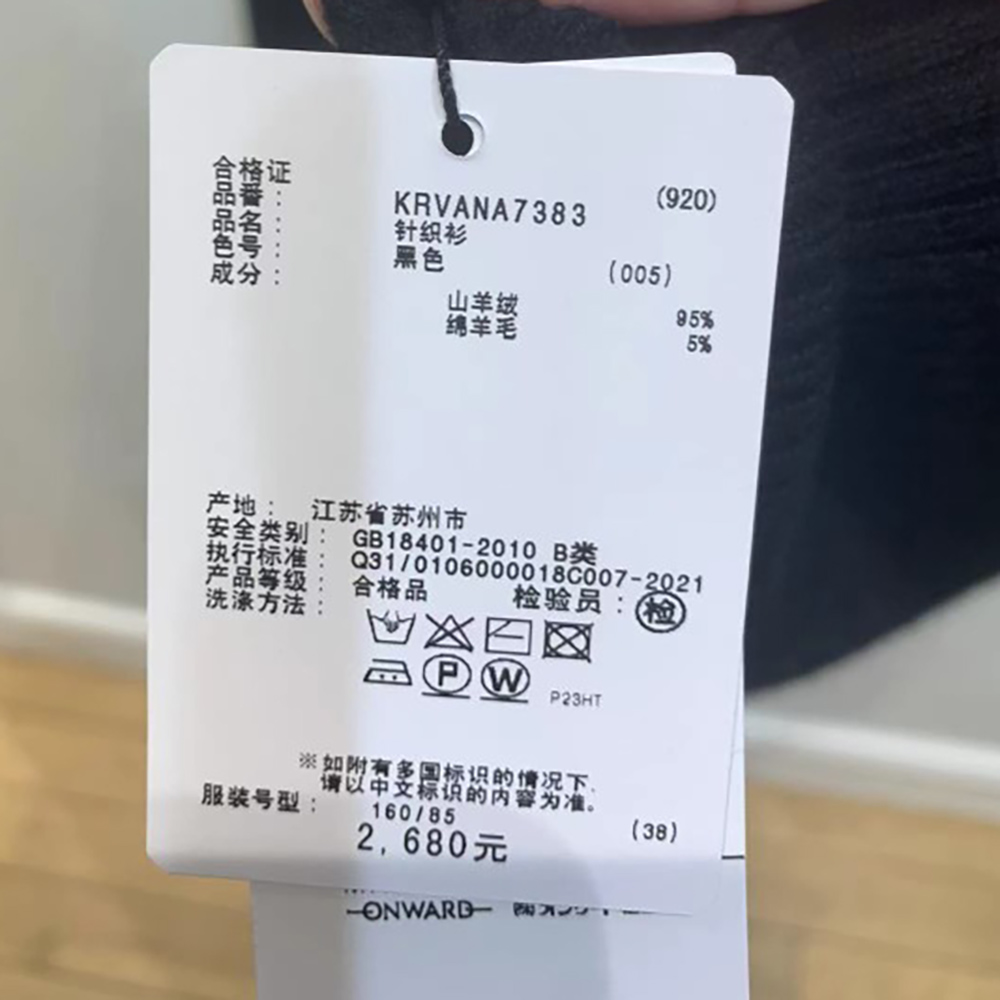 合格证
品番： KRVANA7383 (920)
品名： 针织衫
色号： 黑色 (005)
成分：
山羊绒 95%
绵羊毛 5%
产地： 江苏省苏州市
安全类别： GB18401-2010 B类
执行标准： Q31/0106000018C007-2021
产品等级： 合格品 检验员：检
洗涤方法：
P W P23HT
※如附有多国标识的情况下，
请以中文标识的内容为准。
服装号型： 160/85 (38)
2,680元
ONWARD